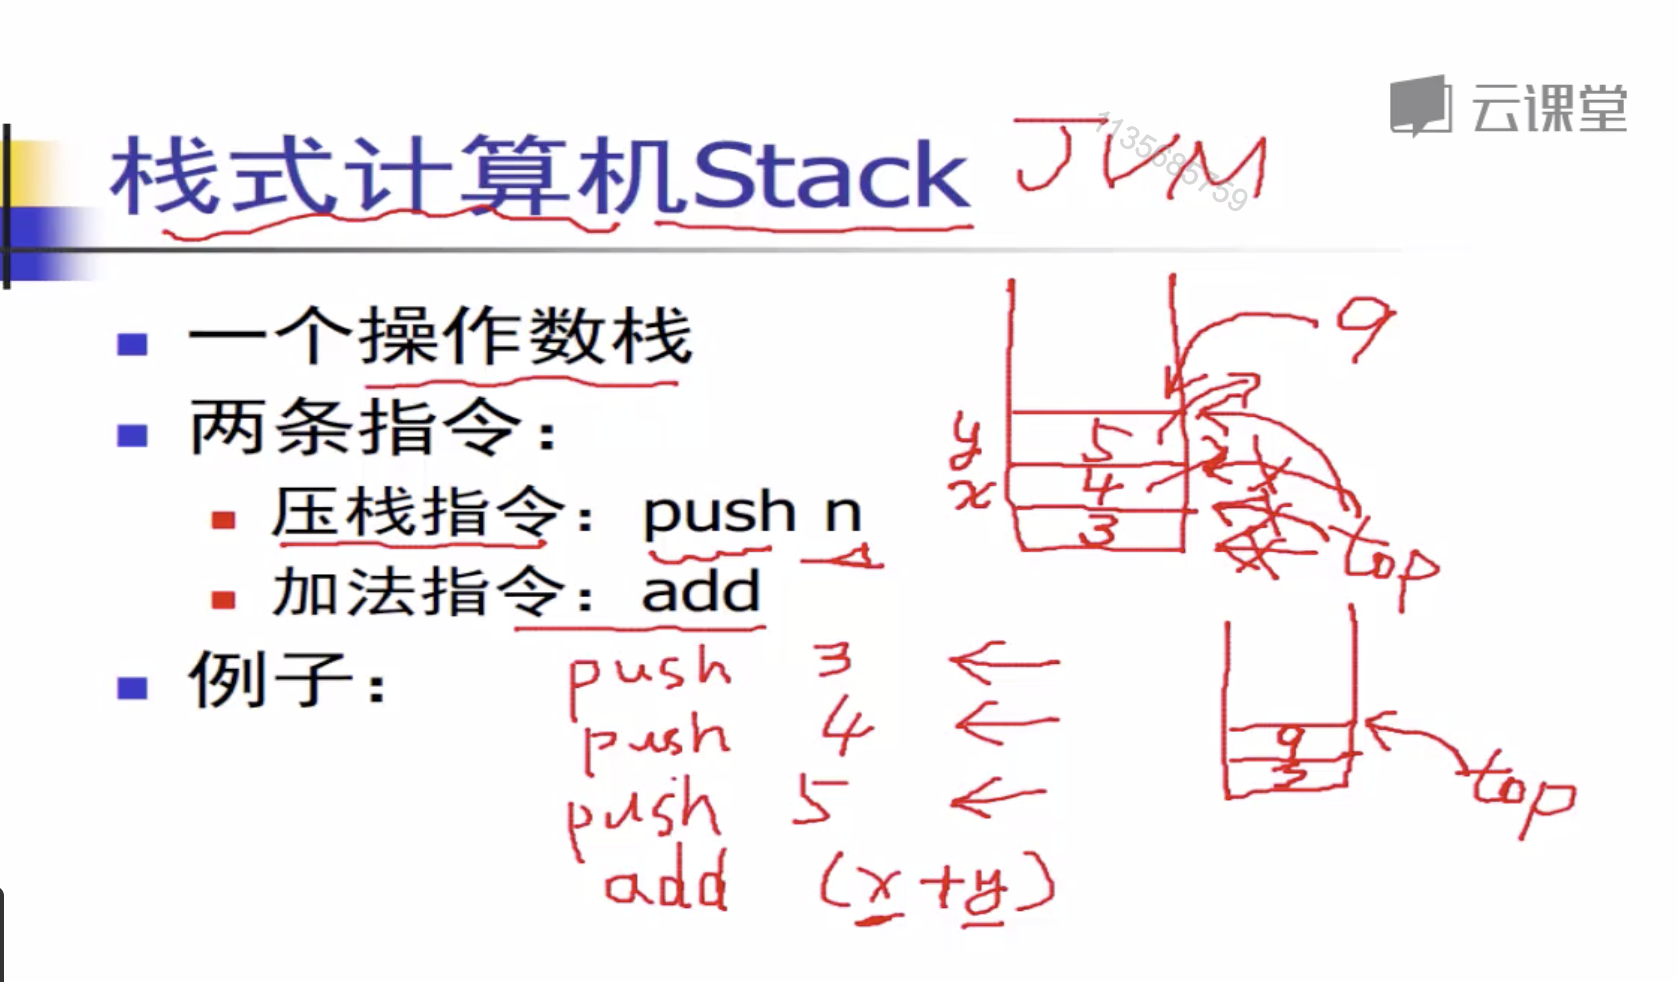 云课堂
栈式计算机Stack JVM
1135685759
一个操作数栈
9
两条指令：
y 5
x 4
3
压栈指令：push n
top
加法指令：add
例子：
push 3
push 4
9
3
top
push 5
add (x+y)